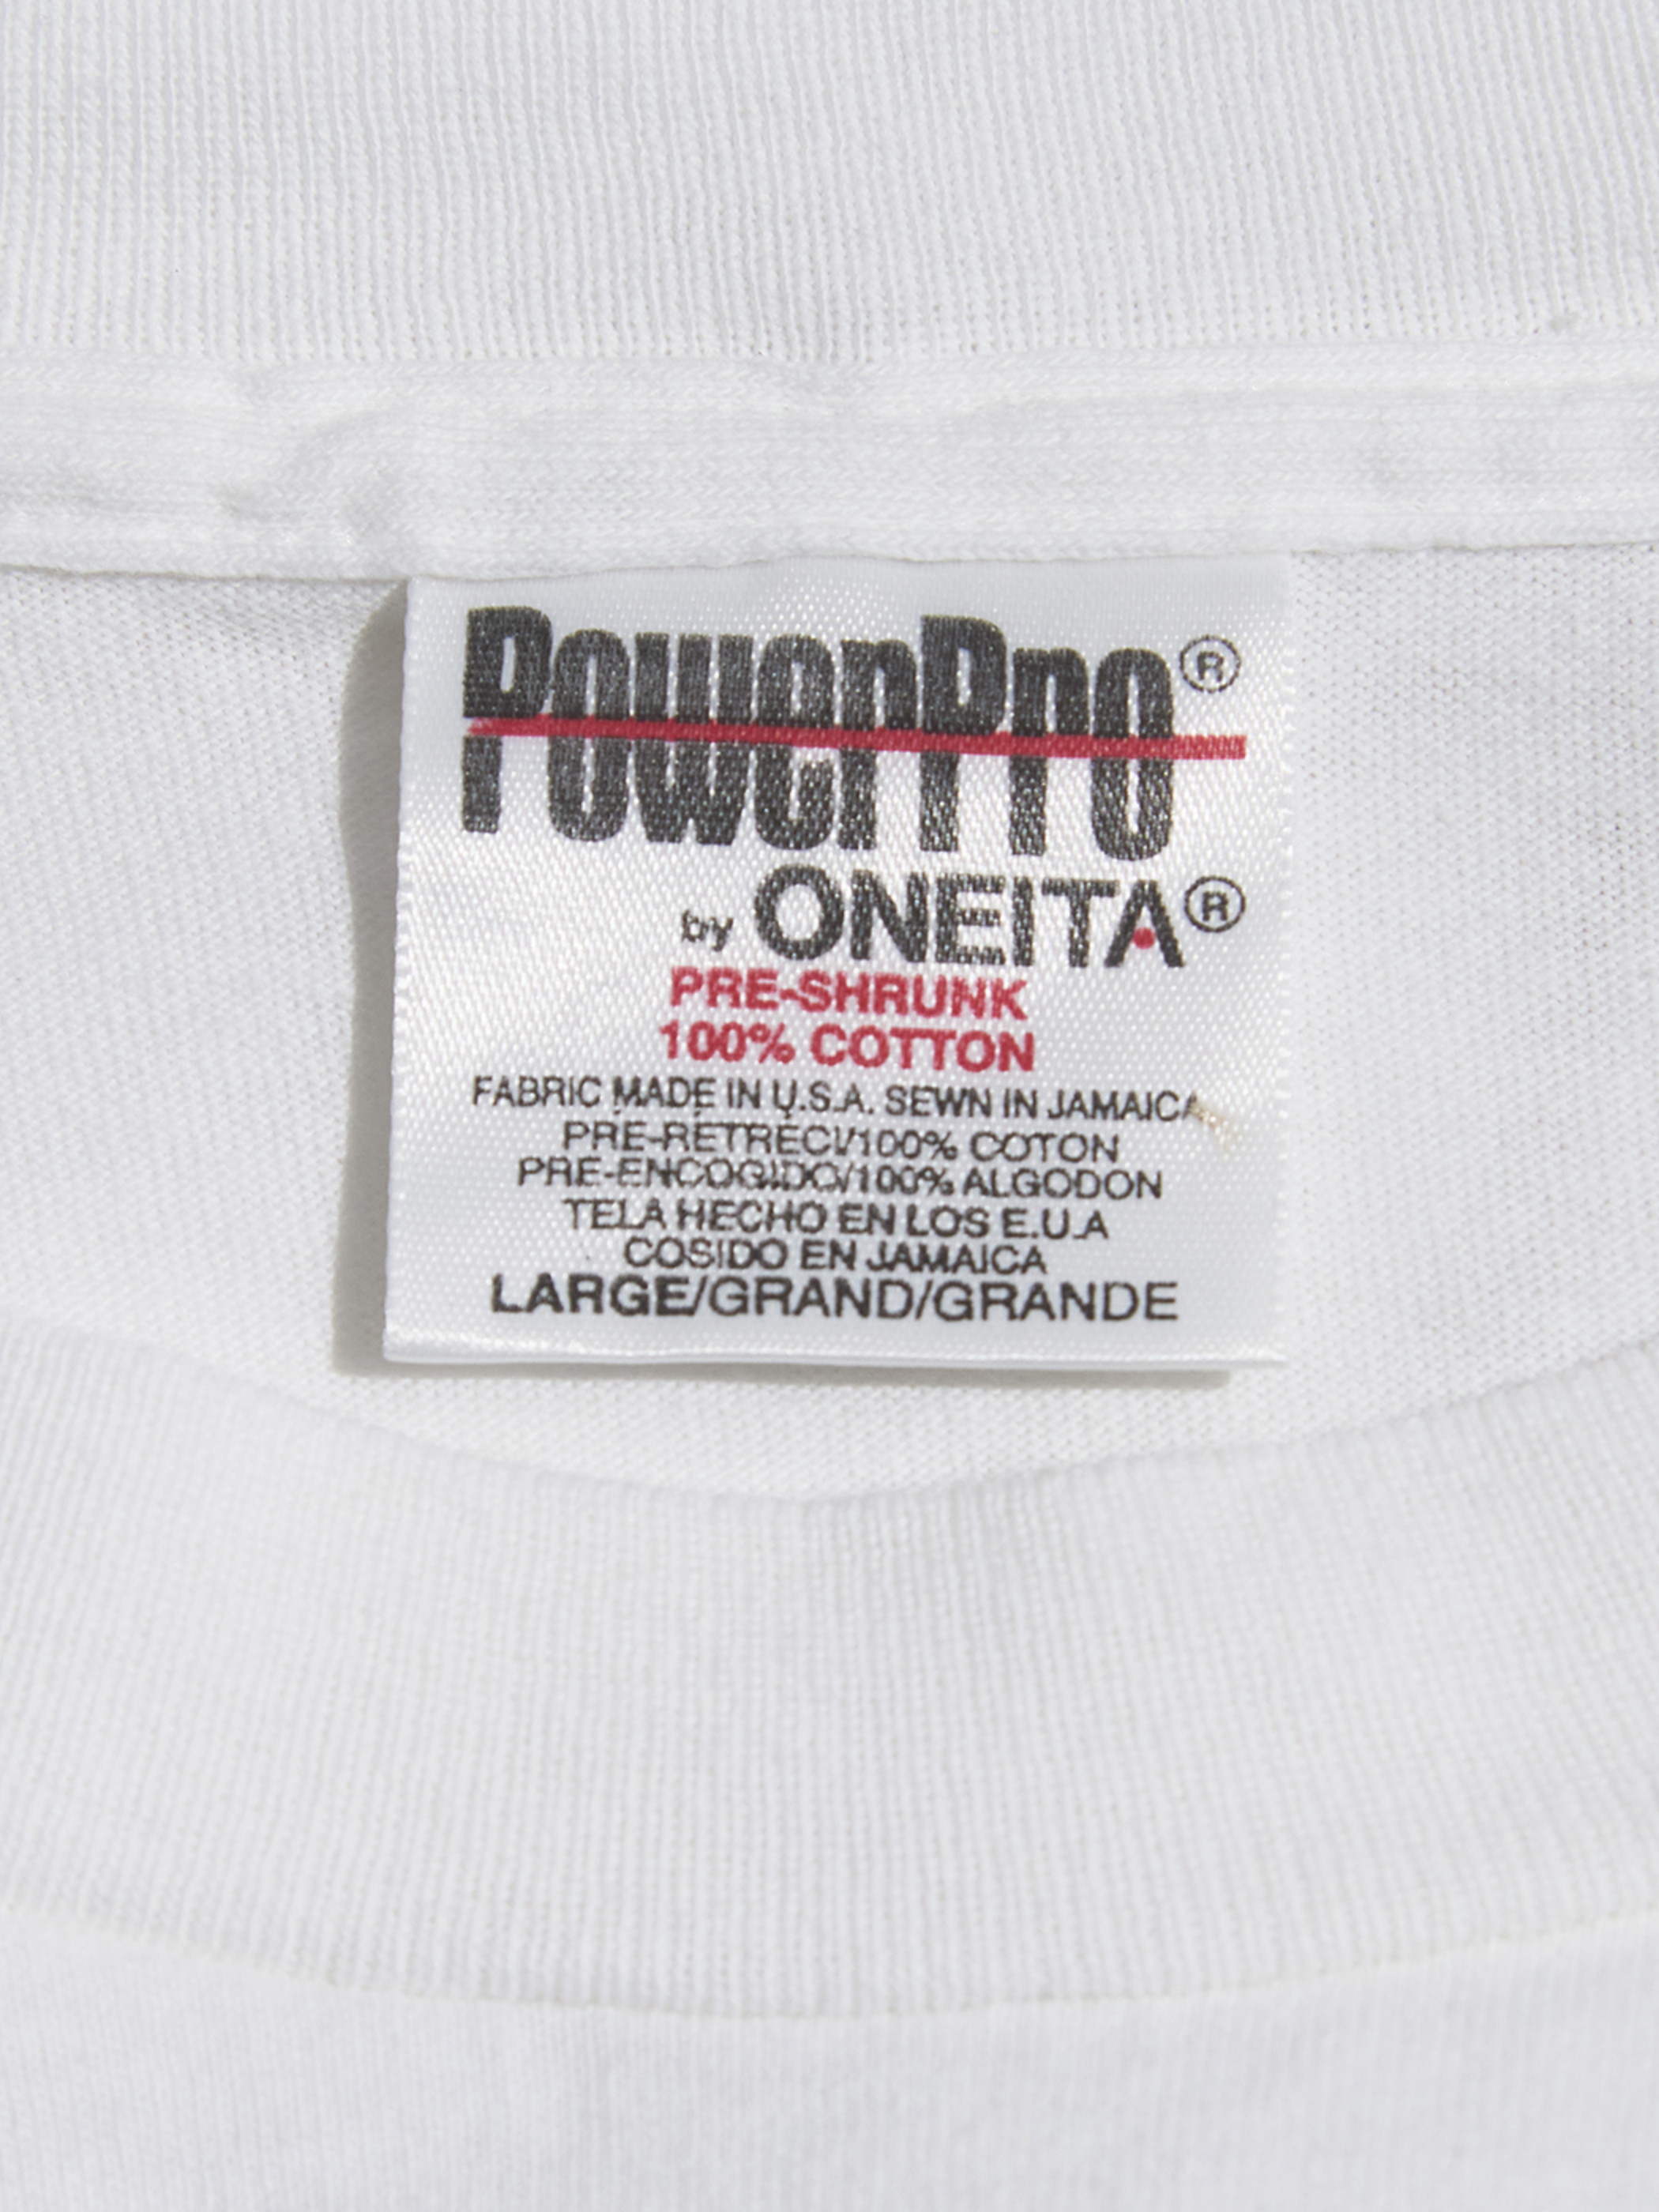 PowerPro®
by ONEITA®
PRE-SHRUNK
100% COTTON
FABRIC MADE IN U.S.A. SEWN IN JAMAICA
PRE-RETRECI/100% COTON
PRE-ENCOGIDO/100% ALGODON
TELA HECHO EN LOS E.U.A
COSIDO EN JAMAICA
LARGE/GRAND/GRANDE